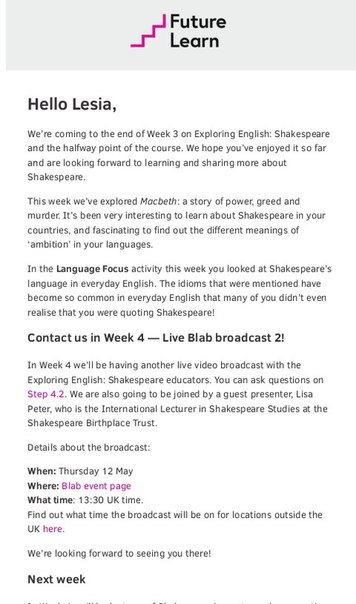 Future
Learn
Hello Lesia,
We're coming to the end of Week 3 on Exploring English: Shakespeare
and the halfway point of the course. We hope you've enjoyed it so far
and are looking forward to learning and sharing more about
Shakespeare.
This week we've explored Macbeth: a story of power, greed and
murder. It's been very interesting to learn about Shakespeare in your
countries, and fascinating to find out the different meanings of
'ambition' in your languages.
In the Language Focus activity this week you looked at Shakespeare's
language in everyday English. The idioms that were mentioned have
become so common in everyday English that many of you didn't even
realise that you were quoting Shakespeare!
Contact us in Week 4 — Live Blab broadcast 2!
In Week 4 we'll be having another live video broadcast with the
Exploring English: Shakespeare educators. You can ask questions on
Step 4.2. We are also going to be joined by a guest presenter, Lisa
Peter, who is the International Lecturer in Shakespeare Studies at the
Shakespeare Birthplace Trust.
Details about the broadcast:
When: Thursday 12 May
Where: Blab event page
What time: 13:30 UK time.
Find out what time the broadcast will be on for locations outside the
UK here.
We're looking forward to seeing you there!
Next week